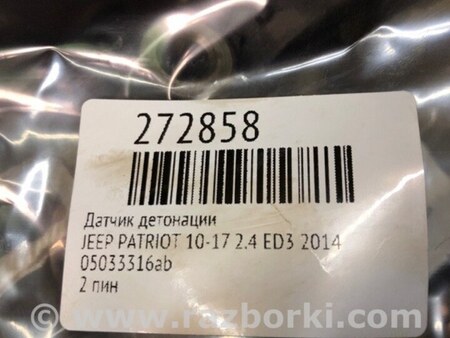 272858
Датчик детонации
JEEP PATRIOT 10-17 2.4 ED3 2014
05033316ab
2 пин
© www.razborki.com